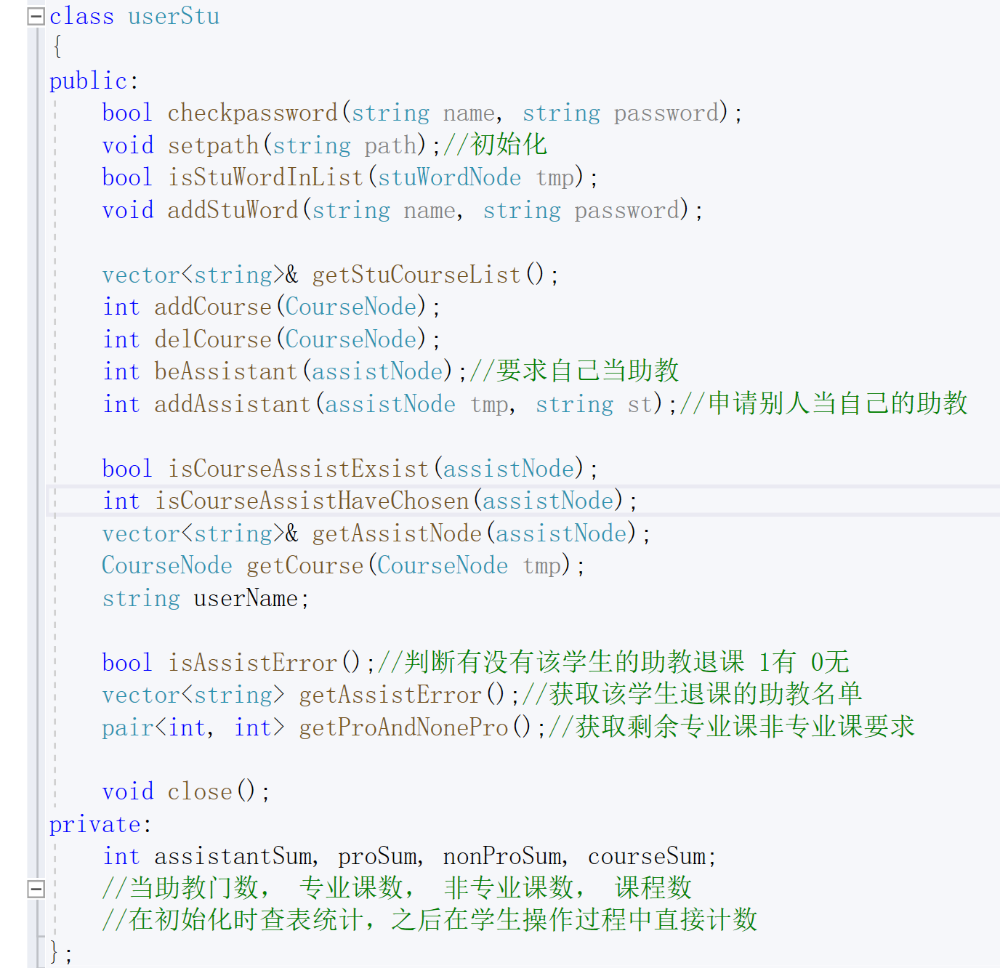 class userStu
{
public:
bool checkpassword(string name, string password);
void setpath(string path);//初始化
bool isStuWordInList(stuWordNode tmp);
void addStuWord(string name, string password);
vector<string>& getStuCourseList();
int addCourse(CourseNode);
int delCourse(CourseNode);
int beAssistant(assistNode);//要求自己当助教
int addAssistant(assistNode tmp, string st);//申请别人当自己的助教
bool isCourseAssistExsist(assistNode);
int isCourseAssistHaveChosen(assistNode);
vector<string>& getAssistNode(assistNode);
CourseNode getCourse(CourseNode tmp);
string userName;
bool isAssistError();//判断有没有该学生的助教退课 1有 0无
vector<string> getAssistError();//获取该学生退课的助教名单
pair<int, int> getProAndNonePro();//获取剩余专业课非专业课要求
void close();
private:
int assistantSum, proSum, nonProSum, courseSum;
//当助教门数， 专业课数， 非专业课数， 课程数
//在初始化时查表统计，之后在学生操作过程中直接计数
};